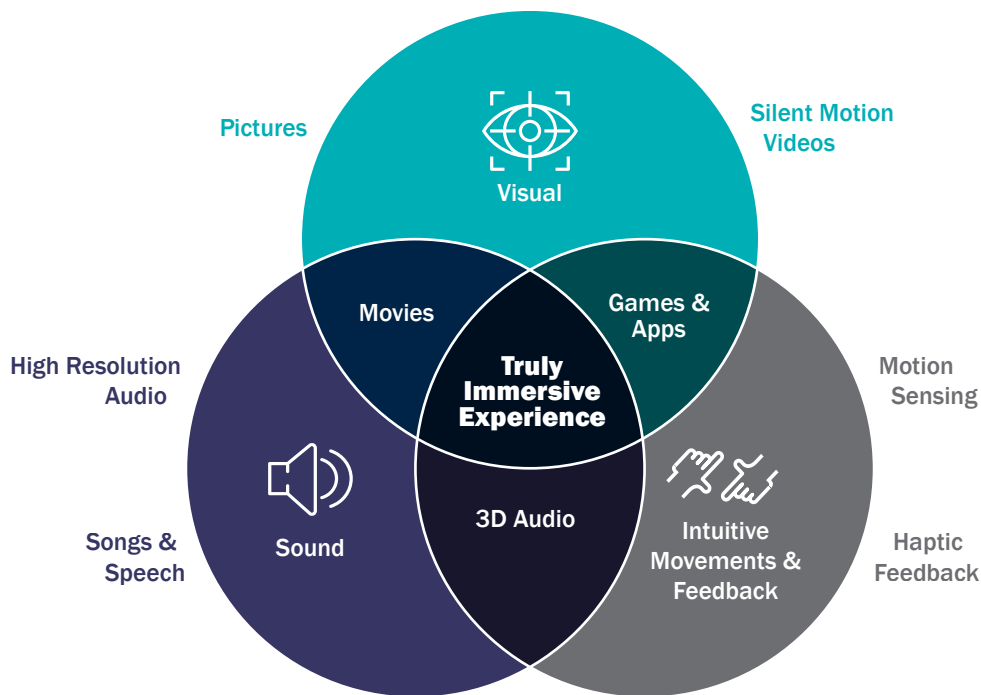 Pictures
Silent Motion
Videos
Visual
Movies
Games &
Apps
High Resolution
Audio
Truly
Immersive
Experience
Motion
Sensing
3D Audio
Songs &
Speech
Sound
Intuitive
Movements &
Feedback
Haptic
Feedback